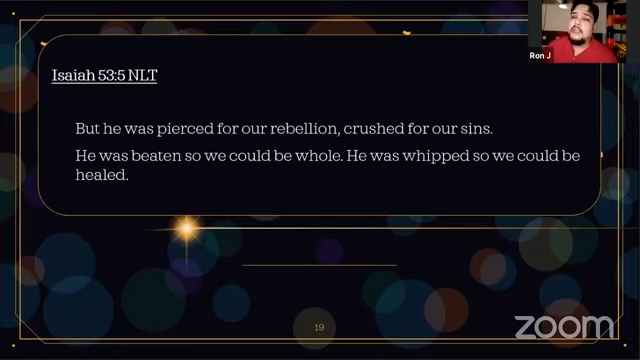 Ron J
Isaiah 53:5 NLT
But he was pierced for our rebellion, crushed for our sins.
He was beaten so we could be whole. He was whipped so we could be
healed.
19
zoom